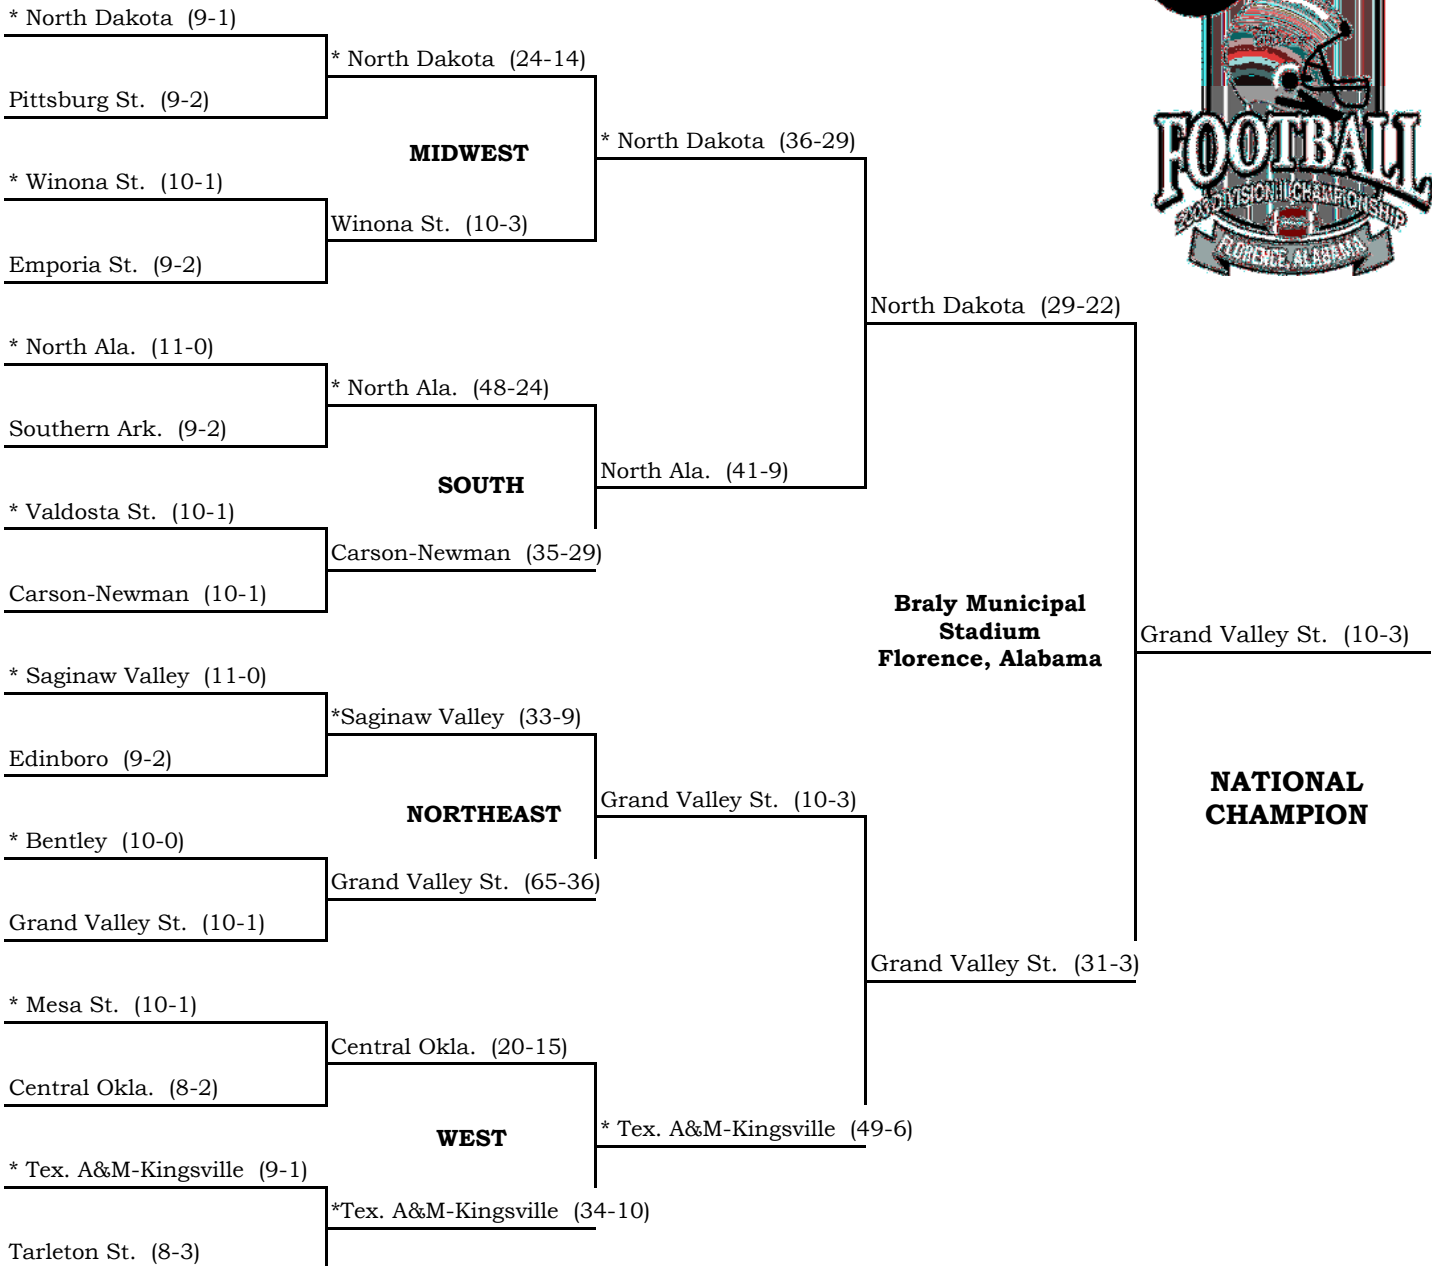 * North Dakota (9-1)
* North Dakota (24-14)
Pittsburg St. (9-2)
* North Dakota (36-29)
MIDWEST
* Winona St. (10-1)
Winona St. (10-3)
Emporia St. (9-2)
North Dakota (29-22)
* North Ala. (11-0)
* North Ala. (48-24)
Southern Ark. (9-2)
North Ala. (41-9)
SOUTH
* Valdosta St. (10-1)
Carson-Newman (35-29)
Carson-Newman (10-1)
Braly Municipal
Stadium
Florence, Alabama
Grand Valley St. (10-3)
* Saginaw Valley (11-0)
*Saginaw Valley (33-9)
Edinboro (9-2)
NATIONAL
CHAMPION
Grand Valley St. (10-3)
NORTHEAST
* Bentley (10-0)
Grand Valley St. (65-36)
Grand Valley St. (10-1)
Grand Valley St. (31-3)
* Mesa St. (10-1)
Central Okla. (20-15)
Central Okla. (8-2)
* Tex. A&M-Kingsville (49-6)
WEST
* Tex. A&M-Kingsville (9-1)
*Tex. A&M-Kingsville (34-10)
Tarleton St. (8-3)
FOOTBALL
2003 DIVISION II CHAMPIONSHIP
FLORENCE, ALABAMA